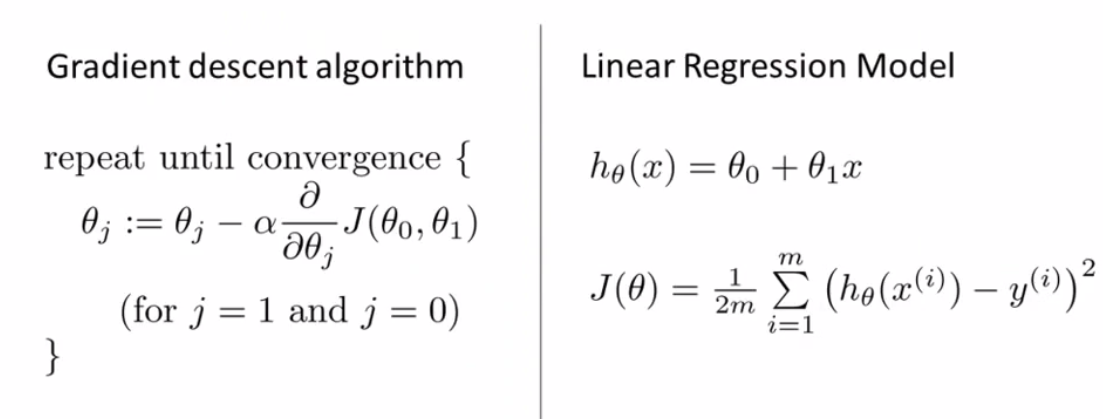 Gradient descent algorithm
repeat until convergence {
θ_j := θ_j − α ∂/∂θ_j J(θ_0, θ_1)
(for j = 1 and j = 0)
}
Linear Regression Model
h_θ(x) = θ_0 + θ_1x
J(θ) = 1/2m ∑_{i=1}^{m} (h_θ(x^{(i)}) − y^{(i)})^2